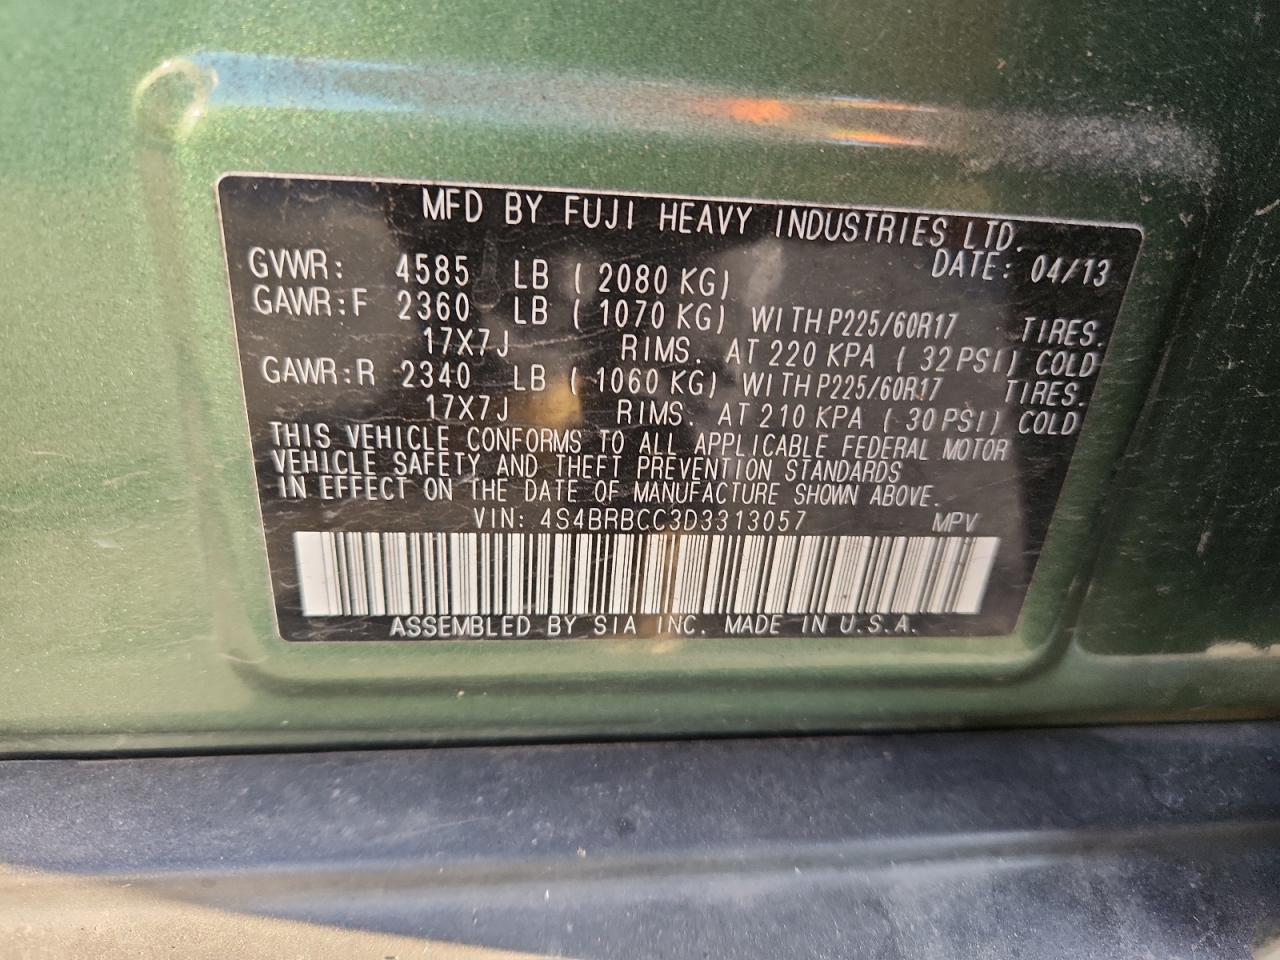 MFD BY FUJI HEAVY INDUSTRIES LTD.
DATE: 04/13
GVWR: 4585 LB ( 2080 KG)
GAWR:F 2360 LB ( 1070 KG) WITH P225/60R17 TIRES.
17X7J RIMS. AT 220 KPA ( 32 PSI) COLD
GAWR:R 2340 LB ( 1060 KG) WITH P225/60R17 TIRES.
17X7J RIMS. AT 210 KPA ( 30 PSI) COLD
THIS VEHICLE CONFORMS TO ALL APPLICABLE FEDERAL MOTOR
VEHICLE SAFETY AND THEFT PREVENTION STANDARDS
IN EFFECT ON THE DATE OF MANUFACTURE SHOWN ABOVE.
VIN: 4S4BRBCC3D3313057 MPV
ASSEMBLED BY SIA INC. MADE IN U.S.A.